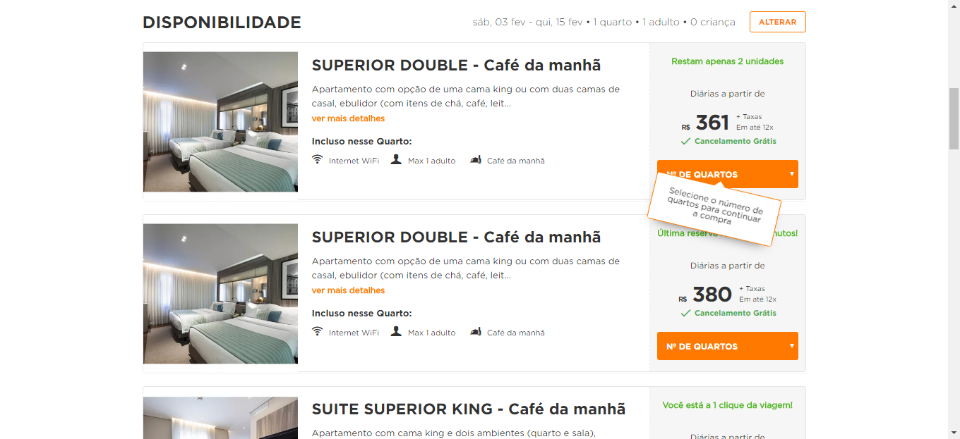 DISPONIBILIDADE
sáb, 03 fev - qui, 15 fev • 1 quarto • 1 adulto • 0 criança
ALTERAR
SUPERIOR DOUBLE - Café da manhã
Apartamento com opção de uma cama king ou com duas camas de
casal, ebulidor (com itens de chá, café, leit...
ver mais detalhes
Incluso nesse Quarto:
Internet WiFi
Max 1 adulto
Café da manhã
Restam apenas 2 unidades
Diárias a partir de
R$ 361
+ Taxas
Em até 12x
Cancelamento Grátis
Nº DE QUARTOS
Selecione o número de
quartos para continuar
a compra
SUPERIOR DOUBLE - Café da manhã
Apartamento com opção de uma cama king ou com duas camas de
casal, ebulidor (com itens de chá, café, leit...
ver mais detalhes
Incluso nesse Quarto:
Internet WiFi
Max 1 adulto
Café da manhã
Última reserva
Diárias a partir de
R$ 380
+ Taxas
Em até 12x
Cancelamento Grátis
Nº DE QUARTOS
SUITE SUPERIOR KING - Café da manhã
Apartamento com cama king e dois ambientes (quarto e sala),
Você está a 1 clique da viagem!
Diárias a partir de